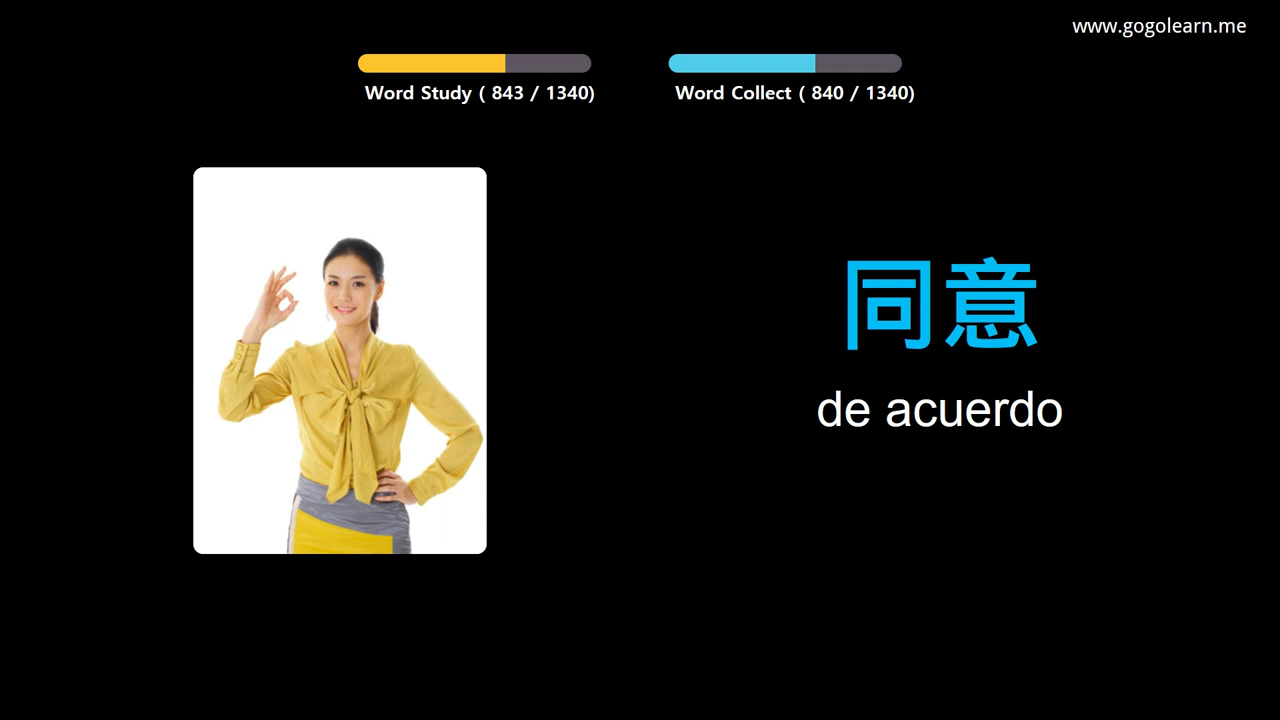 www.gogolearn.me
Word Study ( 843 / 1340)
Word Collect ( 840 / 1340)
同意
de acuerdo